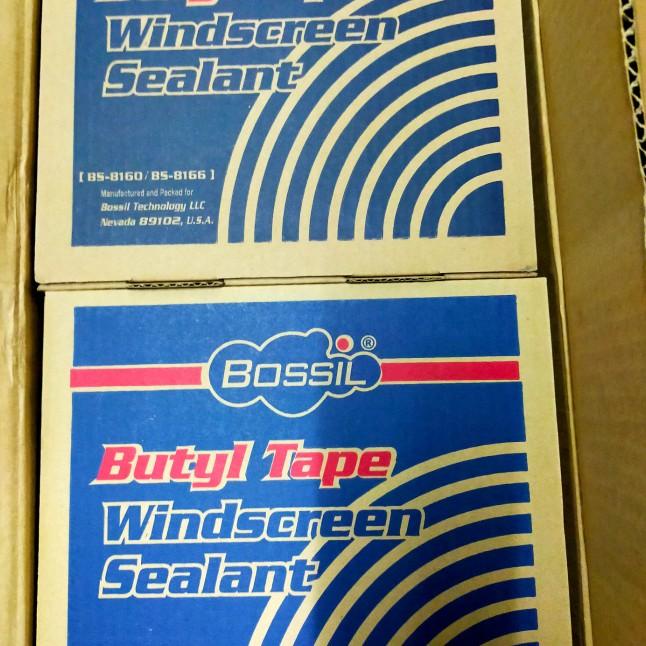 Windscreen
Sealant
[ BS-8160 / BS-8166 ]
Manufactured and Packed for
Bossil Technology LLC
Nevada 89102, U.S.A.
BOSSIL ®
Butyl Tape
Windscreen
Sealant